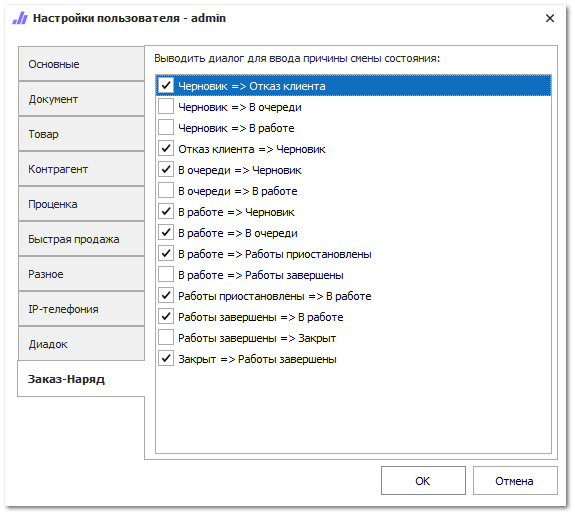 Настройки пользователя - admin
Основные
Документ
Товар
Контрагент
Проценка
Быстрая продажа
Разное
IP-телефония
Диадок
Заказ-Наряд
Выводить диалог для ввода причины смены состояния:
Черновик => Отказ клиента
Черновик => В очереди
Черновик => В работе
Отказ клиента => Черновик
В очереди => Черновик
В очереди => В работе
В работе => Черновик
В работе => В очереди
В работе => Работы приостановлены
В работе => Работы завершены
Работы приостановлены => В работе
Работы завершены => В работе
Работы завершены => Закрыт
Закрыт => Работы завершены
OK
Отмена